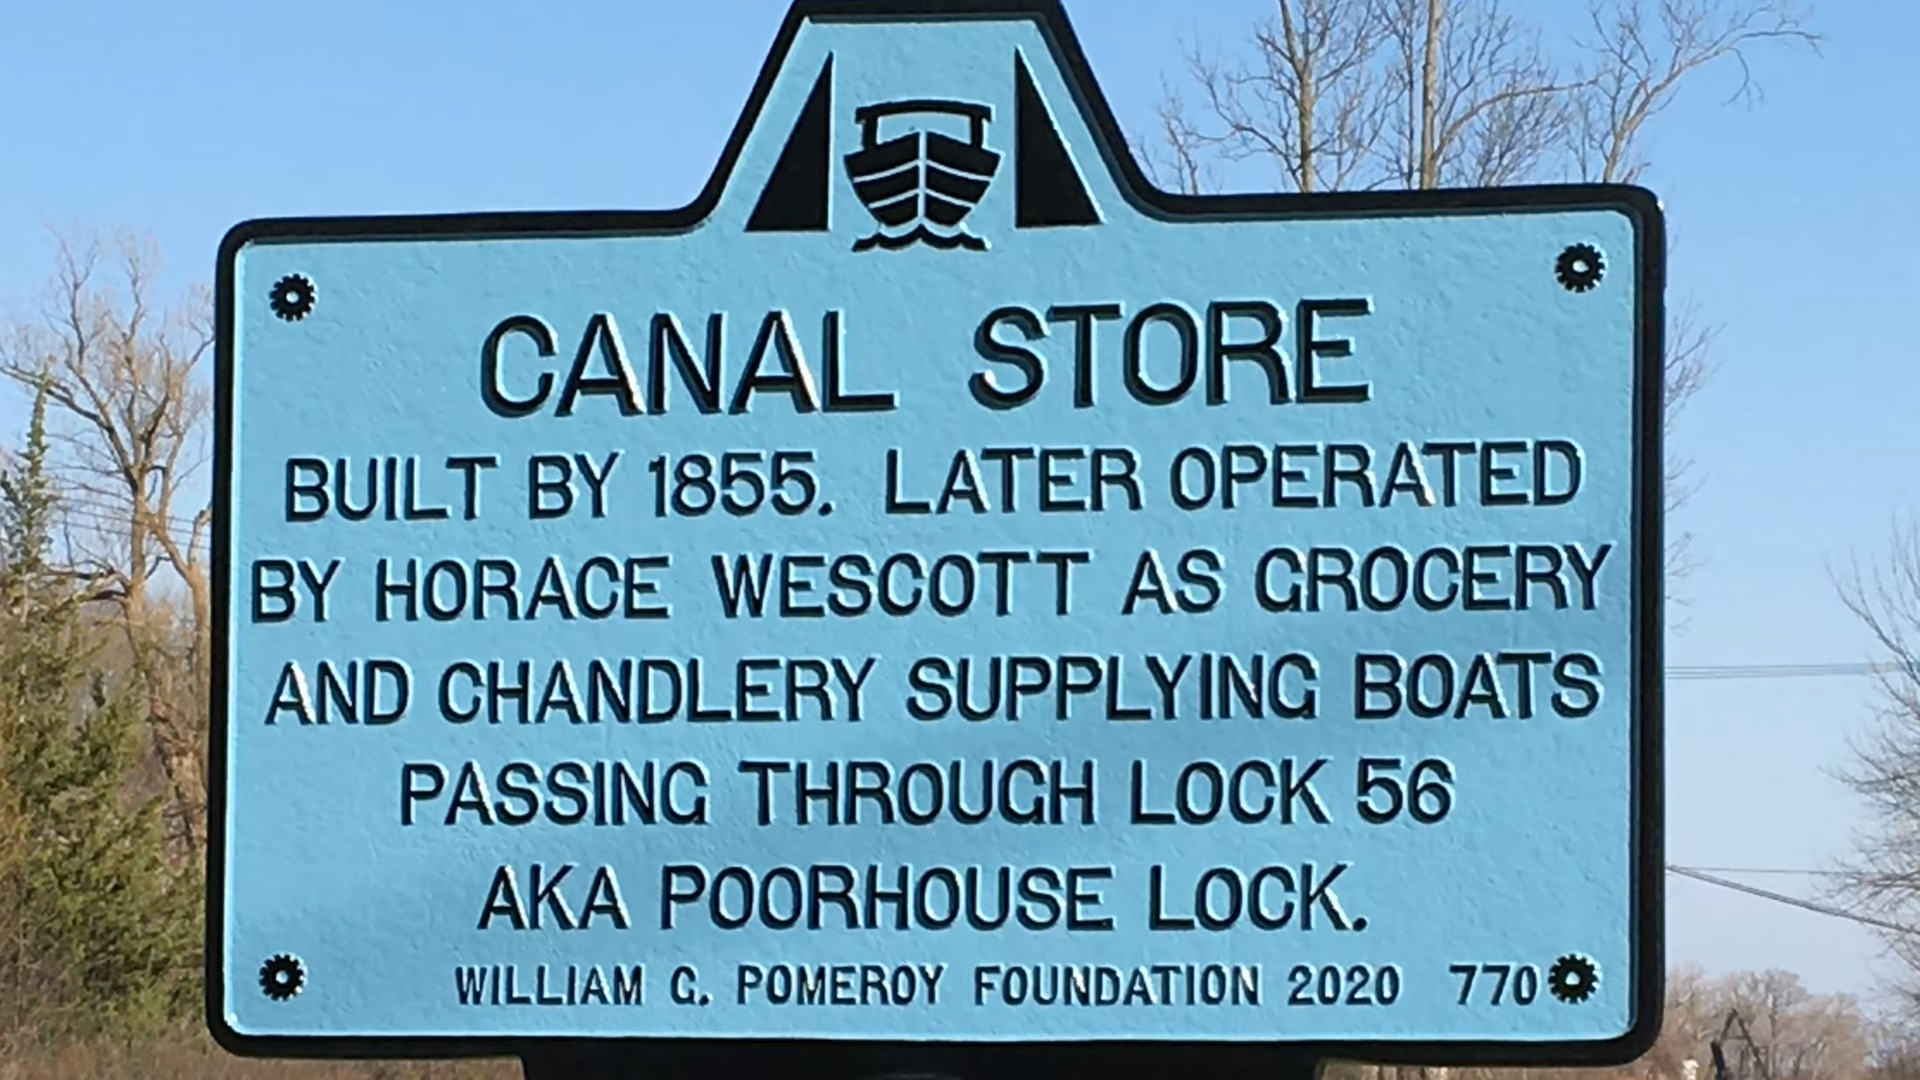 CANAL STORE
BUILT BY 1855. LATER OPERATED
BY HORACE WESCOTT AS GROCERY
AND CHANDLERY SUPPLYING BOATS
PASSING THROUGH LOCK 56
AKA POORHOUSE LOCK.
WILLIAM G. POMEROY FOUNDATION 2020 770